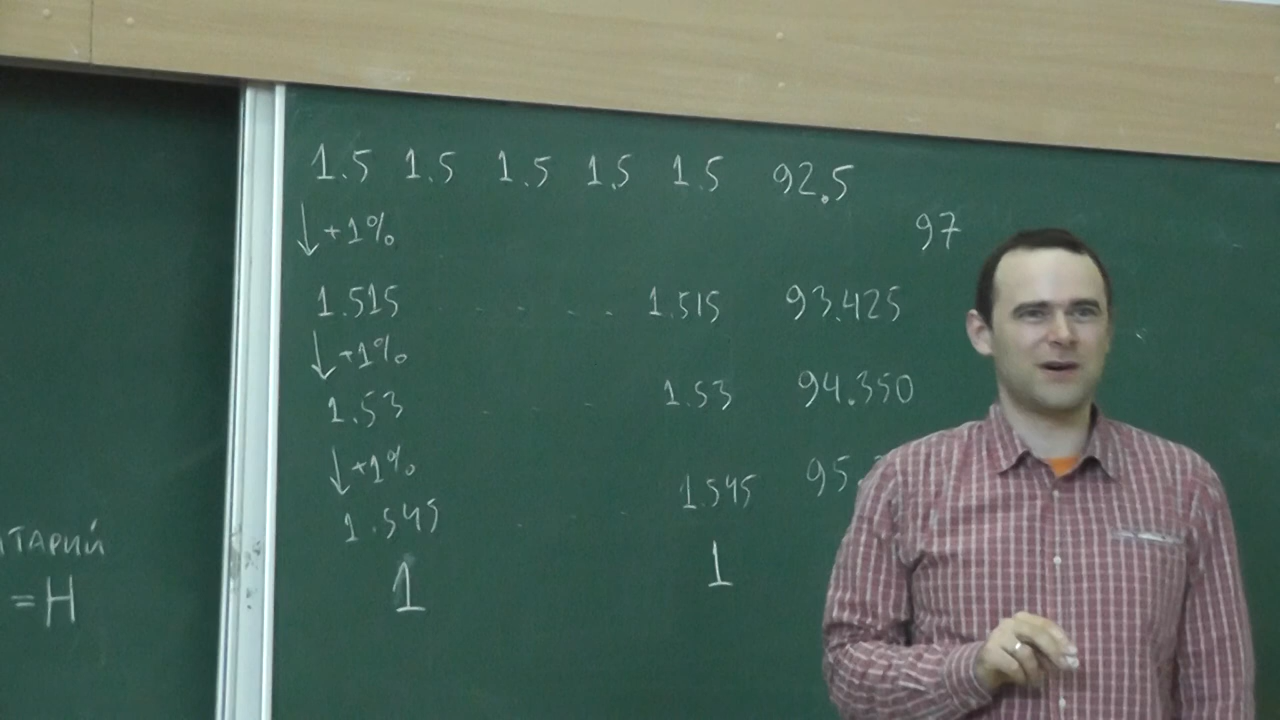 1.5 1.5 1.5 1.5 1.5 92.5
97
↓ +1%
1.515 . . . . . 1.515 93.425
↓ +1%
1.53 . . . 1.53 94.350
↓ +1%
1.545 . . . 1.545 95.
1 1
ТАРИЙ
=H